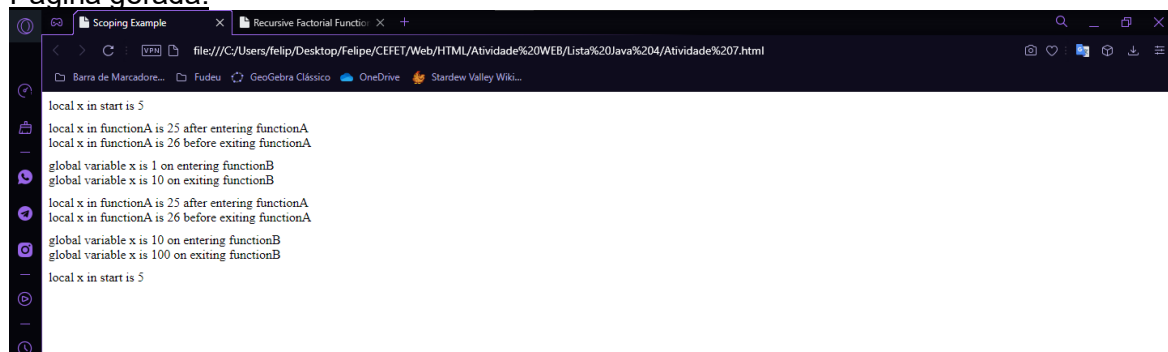 Página gerada:
Scoping Example
Recursive Factorial Function
VPN file:///C:/Users/felip/Desktop/Felipe/CEFET/Web/HTML/Atividade%20WEB/Lista%20Java%204/Atividade%207.html
Barra de Marcadore... Fudeu GeoGebra Clássico OneDrive Stardew Valley Wiki...
local x in start is 5
local x in functionA is 25 after entering functionA
local x in functionA is 26 before exiting functionA
global variable x is 1 on entering functionB
global variable x is 10 on exiting functionB
local x in functionA is 25 after entering functionA
local x in functionA is 26 before exiting functionA
global variable x is 10 on entering functionB
global variable x is 100 on exiting functionB
local x in start is 5